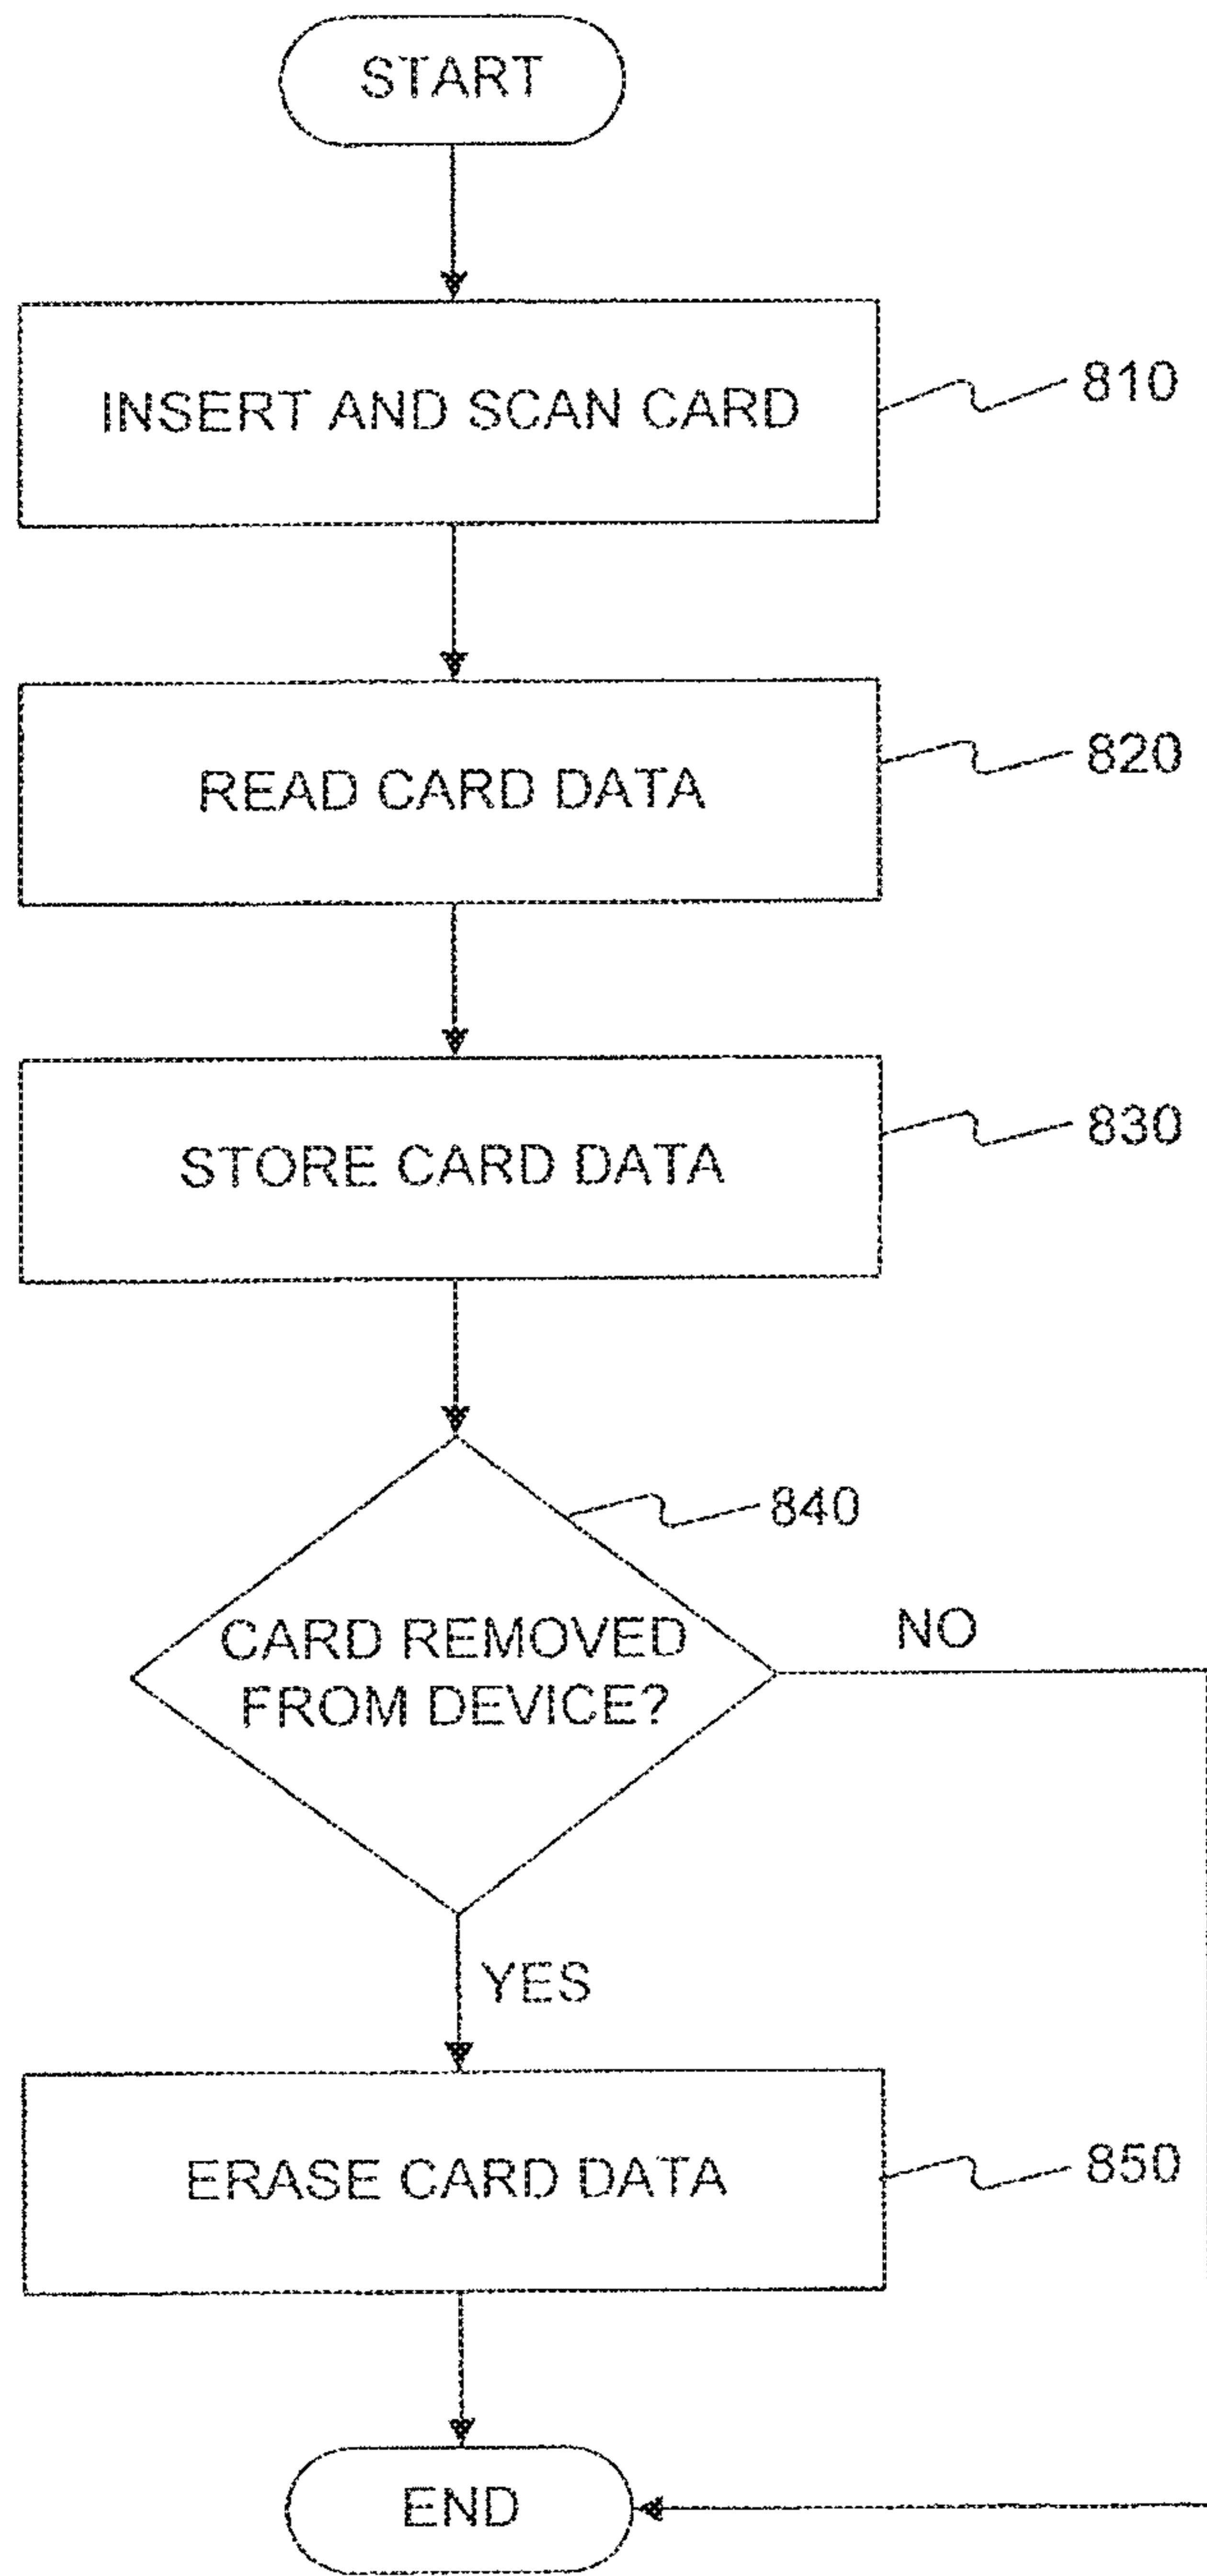 START
INSERT AND SCAN CARD
810
READ CARD DATA
820
STORE CARD DATA
830
840
CARD REMOVED
FROM DEVICE?
NO
YES
ERASE CARD DATA
850
END